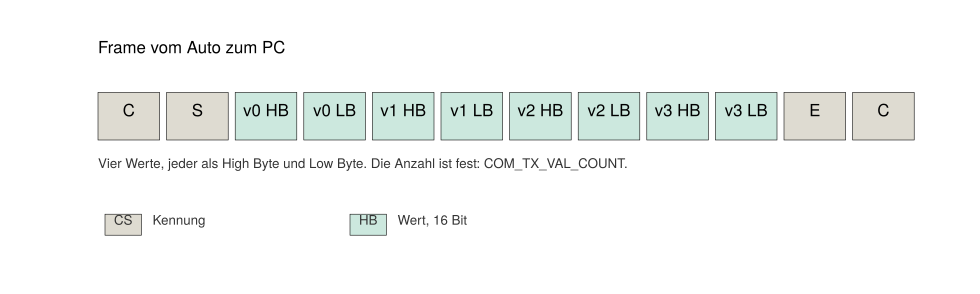 Frame vom Auto zum PC
C S v0 HB v0 LB v1 HB v1 LB v2 HB v2 LB v3 HB v3 LB E C
Vier Werte, jeder als High Byte und Low Byte. Die Anzahl ist fest: COM_TX_VAL_COUNT.
CS Kennung HB Wert, 16 Bit